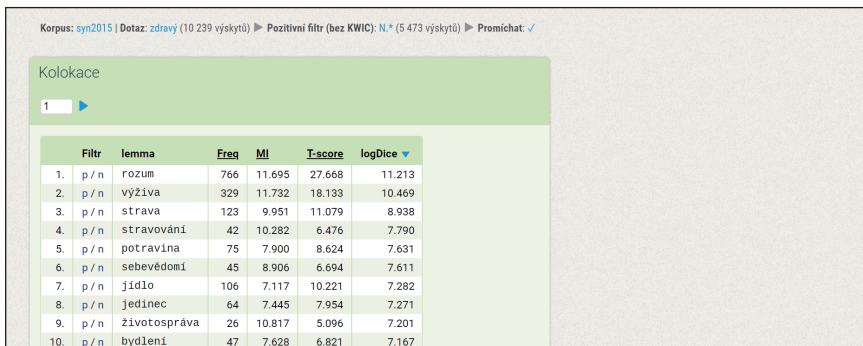 Korpus: syn2015 | Dotaz: zdravý (10 239 výskytů) ▶ Pozitivní filtr (bez KWIC): N.* (5 473 výskytů) ▶ Promíchat: ✓
Kolokace
1
Filtr lemma Freq MI T-score logDice
1. p / n rozum 766 11.695 27.668 11.213
2. p / n výživa 329 11.732 18.133 10.469
3. p / n strava 123 9.951 11.079 8.938
4. p / n stravování 42 10.282 6.476 7.790
5. p / n potravina 75 7.900 8.624 7.631
6. p / n sebevědomí 45 8.906 6.694 7.611
7. p / n jídlo 106 7.117 10.221 7.282
8. p / n jedinec 64 7.445 7.954 7.271
9. p / n životospráva 26 10.817 5.096 7.201
10. p / n bydlení 47 7.628 6.821 7.167